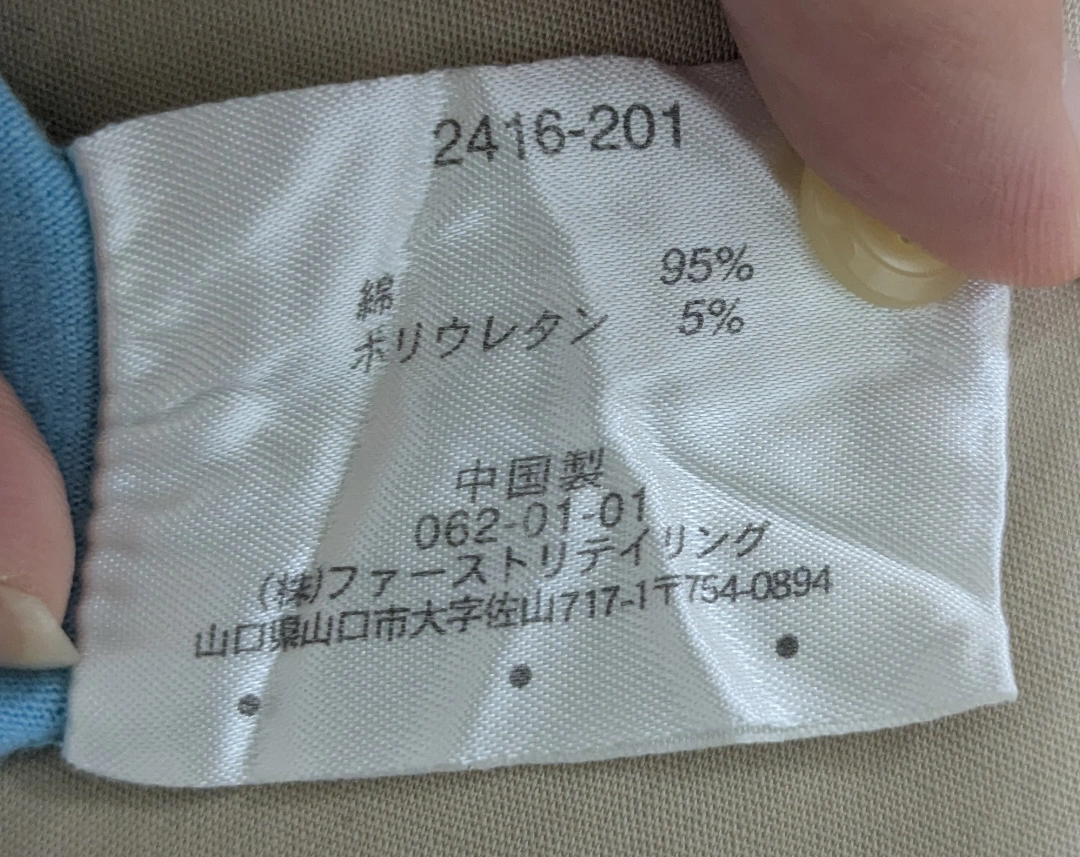 2416-201
綿 95%
ポリウレタン 5%
中国製
062-01-01
(株)ファーストリテイリング
山口県山口市大字佐山717-1〒754-0894